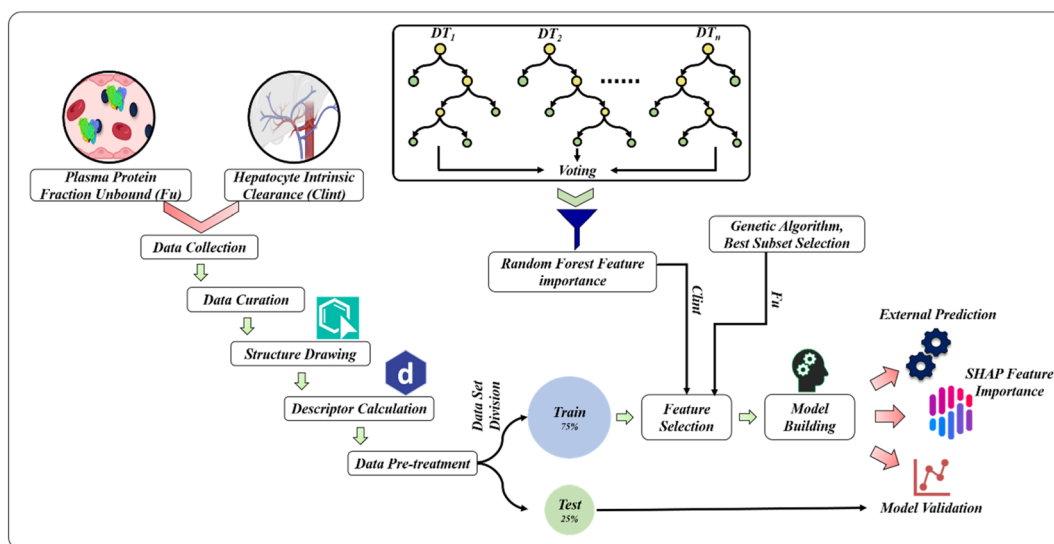 DT1
DT2
DTn
......
Voting
Plasma Protein
Fraction Unbound (Fu)
Hepatocyte Intrinsic
Clearance (Clint)
Data Collection
Data Curation
Structure Drawing
d
Descriptor Calculation
Data Pre-treatment
Data Set
Division
Random Forest Feature
importance
Genetic Algorithm,
Best Subset Selection
Clint
Fu
Train
75%
Feature
Selection
Model
Building
Test
25%
External Prediction
SHAP Feature
Importance
Model Validation